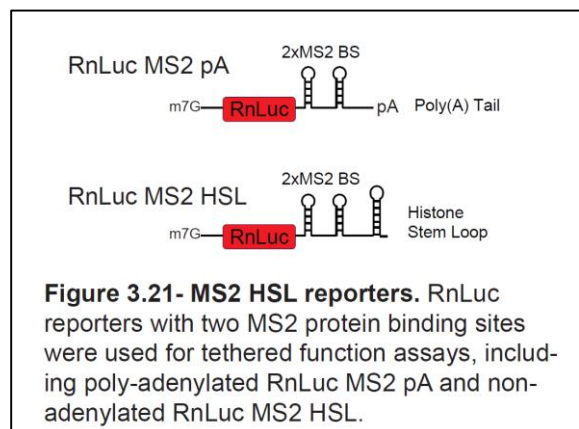 RnLuc MS2 pA
2xMS2 BS
m7G
RnLuc
pA
Poly(A) Tail
RnLuc MS2 HSL
2xMS2 BS
m7G
RnLuc
Histone
Stem Loop
Figure 3.21- MS2 HSL reporters. RnLuc
reporters with two MS2 protein binding sites
were used for tethered function assays, includ-
ing poly-adenylated RnLuc MS2 pA and non-
adenylated RnLuc MS2 HSL.